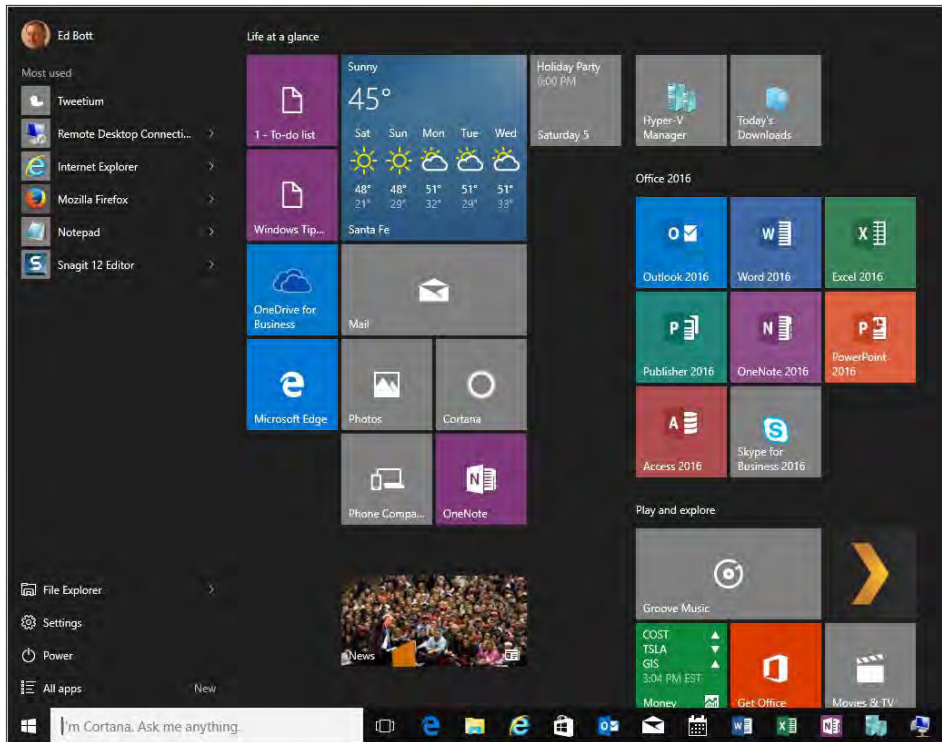 Ed Bott
Most used
Tweetium
Remote Desktop Connecti...
Internet Explorer
Mozilla Firefox
Notepad
Snagit 12 Editor
File Explorer
Settings
Power
All apps
New
Life at a glance
1 - To-do list
Sunny
45°
Sat Sun Mon Tue Wed
48° 48° 51° 51° 51°
21° 29° 32° 29° 33°
Santa Fe
Holiday Party
6:00 PM
Saturday 5
Windows Tip...
OneDrive for
Business
Mail
Microsoft Edge
Photos
Cortana
Phone Compa...
OneNote
News
Hyper-V
Manager
Today's
Downloads
Office 2016
Outlook 2016
Word 2016
Excel 2016
Publisher 2016
OneNote 2016
PowerPoint
2016
Access 2016
Skype for
Business 2016
Play and explore
Groove Music
COST
TSLA
GIS
3:04 PM EST
Money
Get Office
Movies & TV
I'm Cortana. Ask me anything.